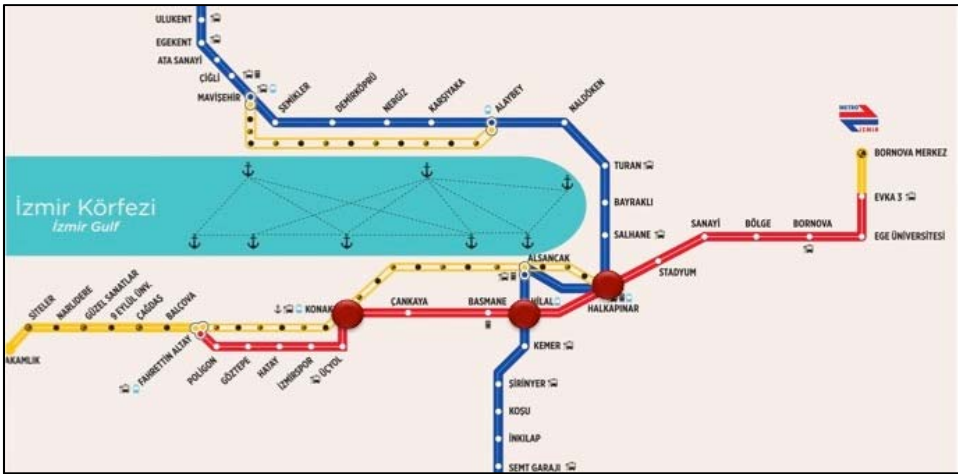 ULUKENT
EGEKENT
ATA SANAYİ
ÇİĞLİ
MAVİŞEHİR
ŞEMİKLER
DEMİRKÖPRÜ
NERGİZ
KARŞIYAKA
ALAYBEY
NALDÖKEN
METRO
İZMİR
BORNOVA MERKEZ
TURAN
EVKA 3
BAYRAKLI
İzmir Körfezi
İzmir Gulf
SALHANE
SANAYİ
BÖLGE
BORNOVA
EGE ÜNİVERSİTESİ
STADYUM
ALSANCAK
HALKAPINAR
SİTELER
NARLIDERE
GÜZEL SANATLAR
9 EYLÜL ÜNV.
ÇAĞDAS
BALÇOVA
KONAK
ÇANKAYA
BASMANE
HİLAL
AKAMLIK
FAHRETTİN ALTAY
POLİGON
GÖZTEPE
HATAY
İZMİRSPOR
ÜÇYOL
KEMER
ŞİRİNYER
KOŞU
İNKILAP
SEMT GARAJI